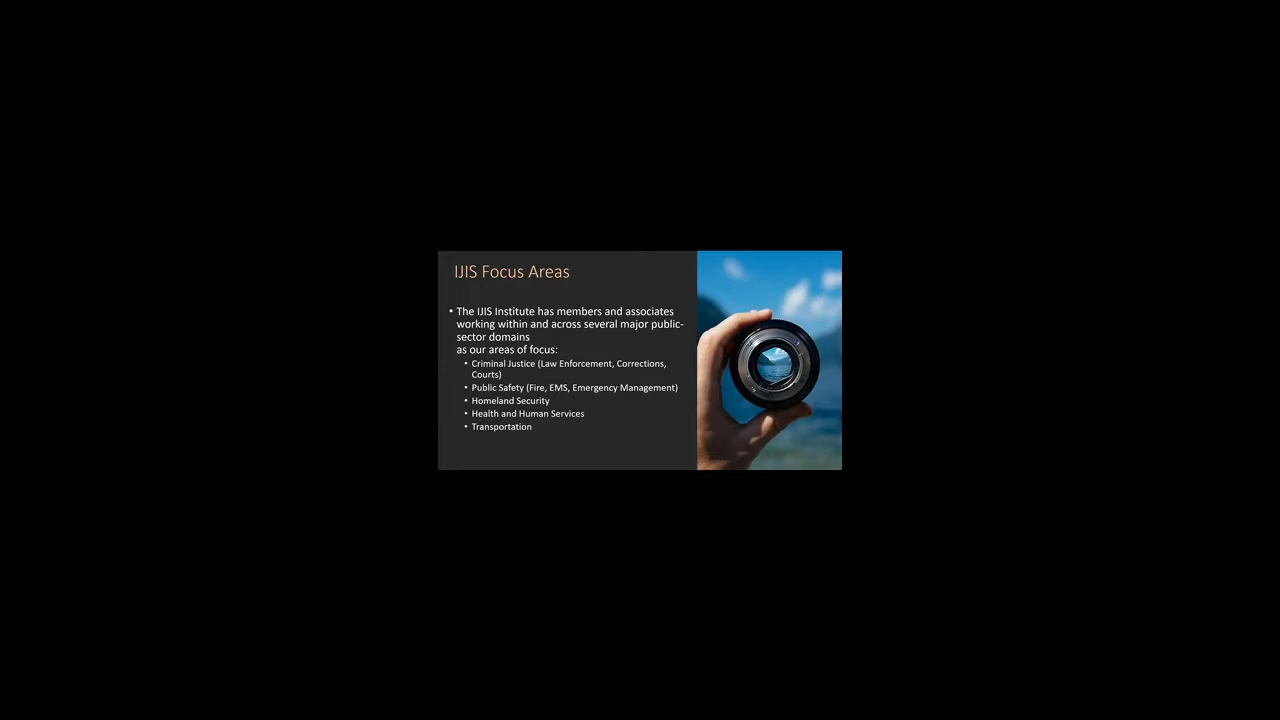 IJIS Focus Areas
• The IJIS Institute has members and associates
working within and across several major public-
sector domains
as our areas of focus:
• Criminal Justice (Law Enforcement, Corrections,
Courts)
• Public Safety (Fire, EMS, Emergency Management)
• Homeland Security
• Health and Human Services
• Transportation